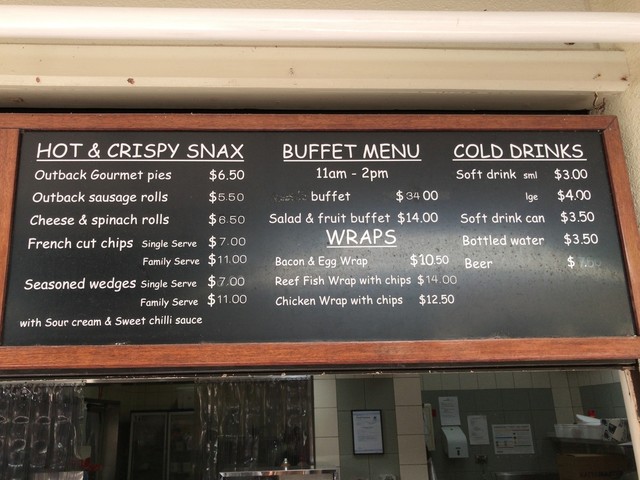 HOT & CRISPY SNAX
Outback Gourmet pies $6.50
Outback sausage rolls $5.50
Cheese & spinach rolls $6.50
French cut chips Single Serve $7.00
Family Serve $11.00
Seasoned wedges Single Serve $7.00
Family Serve $11.00
with Sour cream & Sweet chilli sauce
BUFFET MENU
11am - 2pm
buffet $34.00
Salad & fruit buffet $14.00
WRAPS
Bacon & Egg Wrap $10.50
Reef Fish Wrap with chips $14.00
Chicken Wrap with chips $12.50
COLD DRINKS
Soft drink sml $3.00
lge $4.00
Soft drink can $3.50
Bottled water $3.50
Beer $